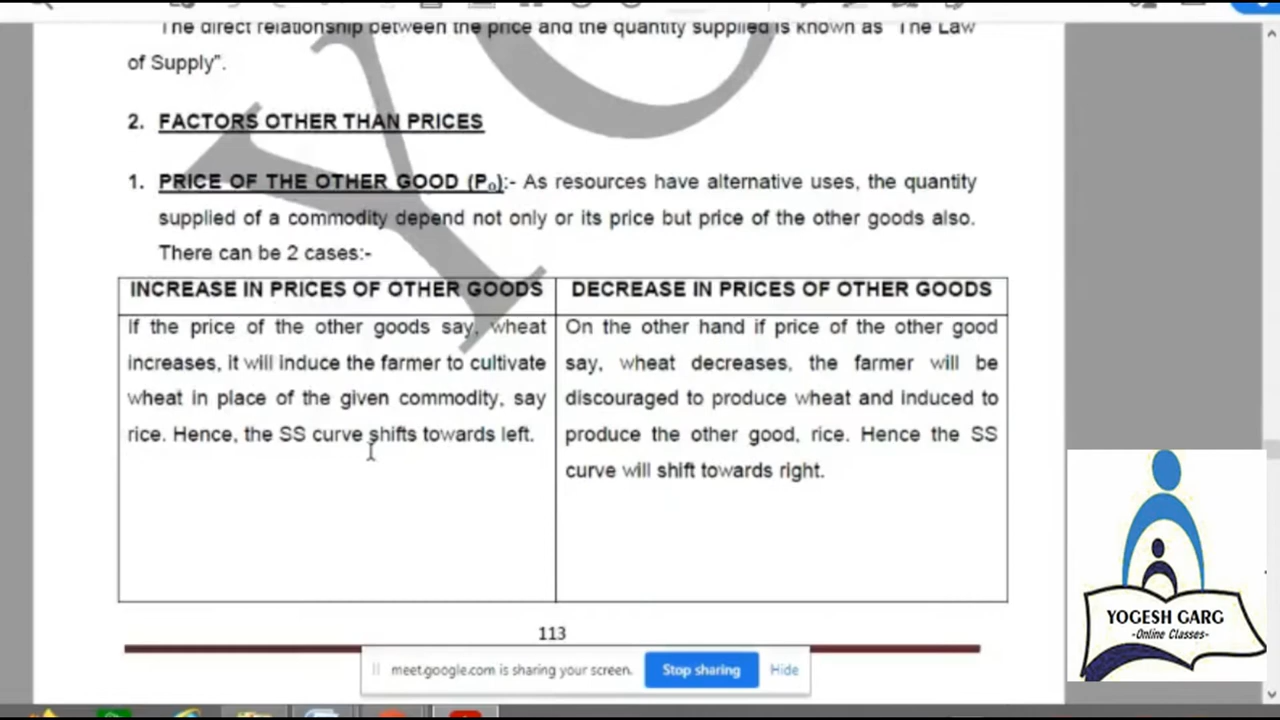 The direct relationship between the price and the quantity supplied is known as "The Law
of Supply".
2. FACTORS OTHER THAN PRICES
1. PRICE OF THE OTHER GOOD (Po):- As resources have alternative uses, the quantity
supplied of a commodity depend not only or its price but price of the other goods also.
There can be 2 cases:-
INCREASE IN PRICES OF OTHER GOODS
If the price of the other goods say, wheat
increases, it will induce the farmer to cultivate
wheat in place of the given commodity, say
rice. Hence, the SS curve shifts towards left.
DECREASE IN PRICES OF OTHER GOODS
On the other hand if price of the other good
say, wheat decreases, the farmer will be
discouraged to produce wheat and induced to
produce the other good, rice. Hence the SS
curve will shift towards right.
113
meet.google.com is sharing your screen.
Stop sharing
Hide
YOGESH GARG
-Online Classes-